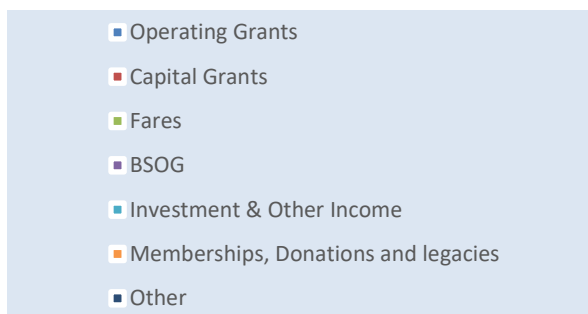 Operating Grants
Capital Grants
Fares
BSOG
Investment & Other Income
Memberships, Donations and legacies
Other